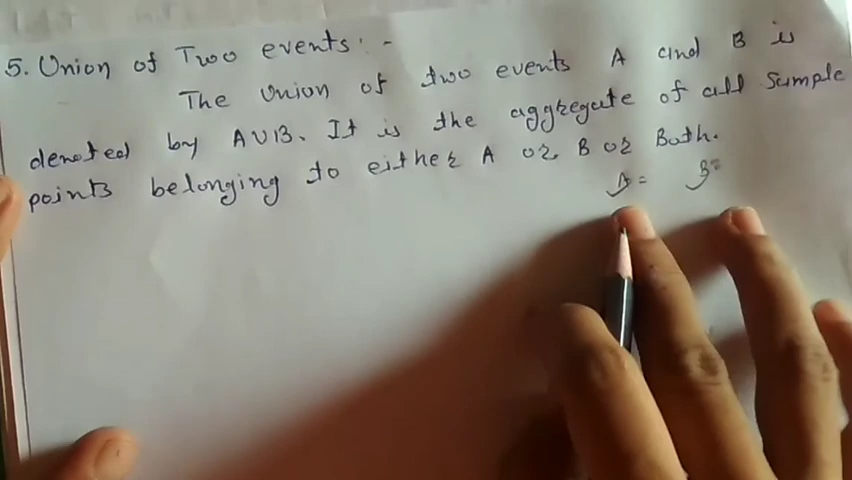 5. Union of Two events:-
The Union of two events A and B is
denoted by AUB. It is the aggregate of all Sample
points belonging to either A or B or Both.
A= B=